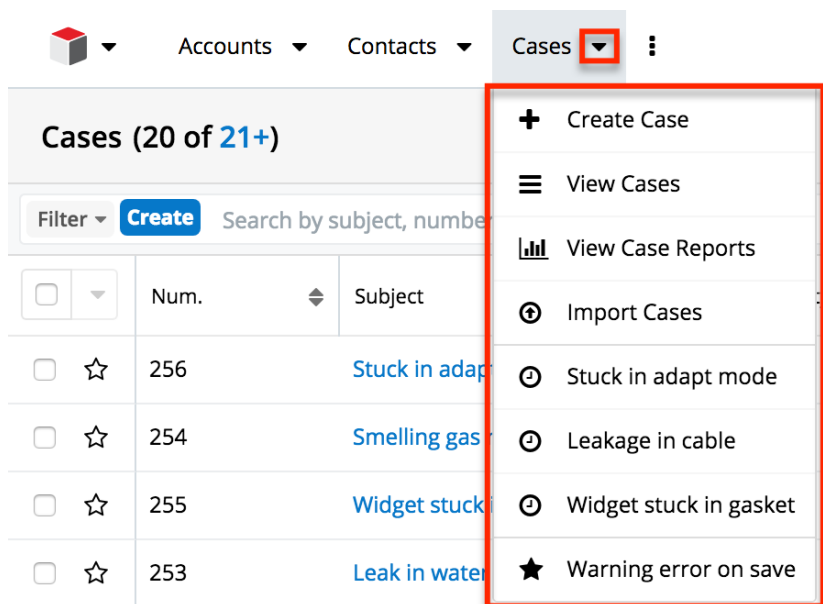 Accounts Contacts Cases
Cases (20 of 21+)
Filter Create Search by subject, number
Num. Subject
256 Stuck in adapt
254 Smelling gas
255 Widget stuck
253 Leak in water
Create Case
View Cases
View Case Reports
Import Cases
Stuck in adapt mode
Leakage in cable
Widget stuck in gasket
Warning error on save